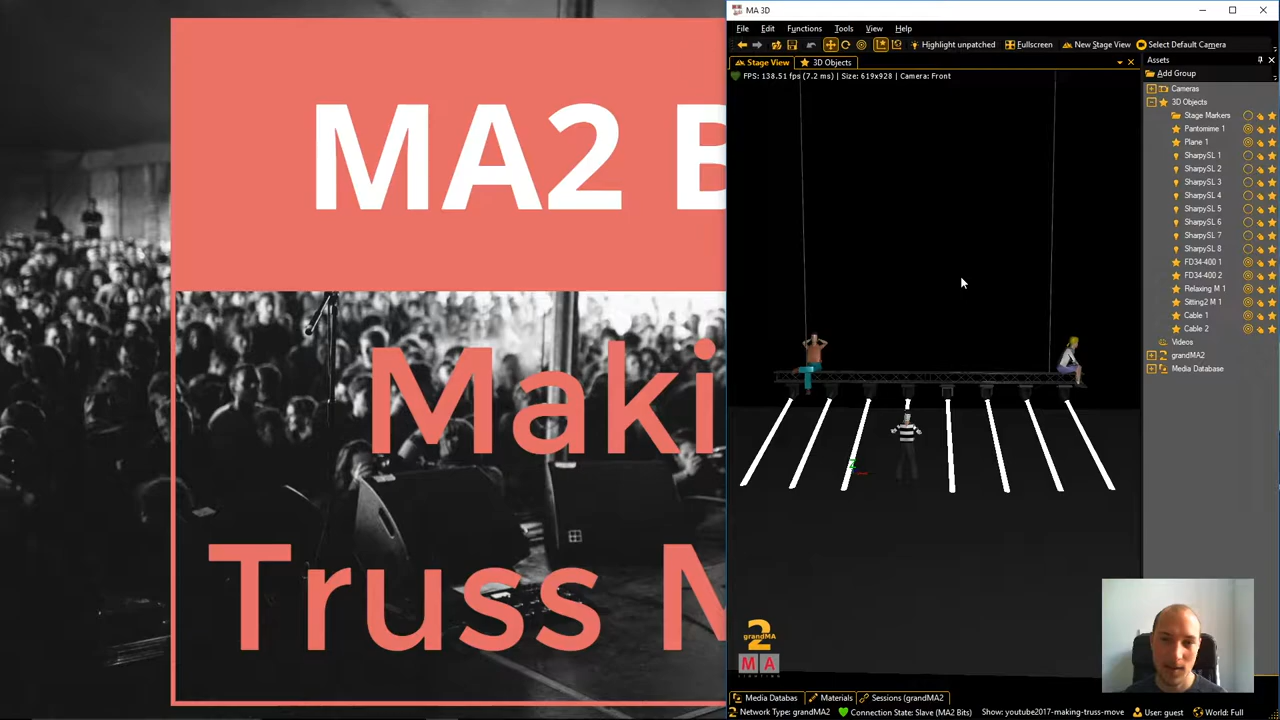 MA2 B
Maki
Truss M
MA 3D
File Edit Functions Tools View Help
Highlight unpatched Fullscreen New Stage View Select Default Camera
Stage View 3D Objects
FPS: 138.51 fps (7.2 ms) | Size: 619x928 | Camera: Front
Assets
Add Group
Cameras
3D Objects
Stage Markers
Pantomime 1
Plane 1
SharpySL 1
SharpySL 2
SharpySL 3
SharpySL 4
SharpySL 5
SharpySL 6
SharpySL 7
SharpySL 8
FD34-400 1
FD34-400 2
Relaxing M 1
Sitting2 M 1
Cable 1
Cable 2
Videos
grandMA2
Media Database
2
grandMA
MA
LIGHTING
Media Databas Materials Sessions (grandMA2
Network Type: grandMA2 Connection State: Slave (MA2 Bits) Show: youtube2017-making-truss-move User: guest World: Full